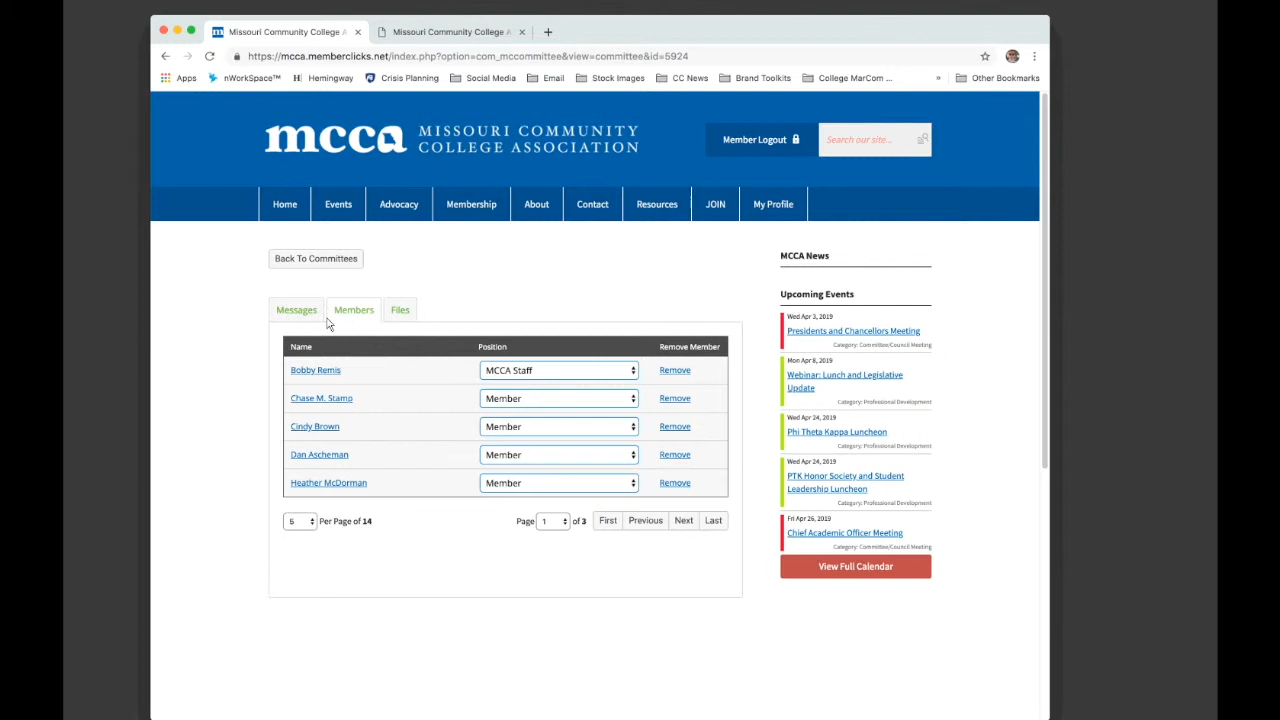 Missouri Community College A
Missouri Community College A
https://mcca.memberclicks.net/index.php?option=com_mccommittee&view=committee&id=5924
Apps nWorkSpace™ Hemingway Crisis Planning Social Media Email Stock Images CC News Brand Toolkits College MarCom ... » Other Bookmarks
mcca MISSOURI COMMUNITY
COLLEGE ASSOCIATION
Member Logout
Search our site...
Home Events Advocacy Membership About Contact Resources JOIN My Profile
Back To Committees
Messages Members Files
Name Position Remove Member
Bobby Remis MCCA Staff Remove
Chase M. Stamp Member Remove
Cindy Brown Member Remove
Dan Ascheman Member Remove
Heather McDorman Member Remove
5 Per Page of 14 Page 1 of 3 First Previous Next Last
MCCA News
Upcoming Events
Wed Apr 3, 2019
Presidents and Chancellors Meeting
Category: Committee/Council Meeting
Mon Apr 8, 2019
Webinar: Lunch and Legislative
Update
Category: Professional Development
Wed Apr 24, 2019
Phi Theta Kappa Luncheon
Category: Professional Development
Wed Apr 24, 2019
PTK Honor Society and Student
Leadership Luncheon
Category: Professional Development
Fri Apr 26, 2019
Chief Academic Officer Meeting
Category: Committee/Council Meeting
View Full Calendar